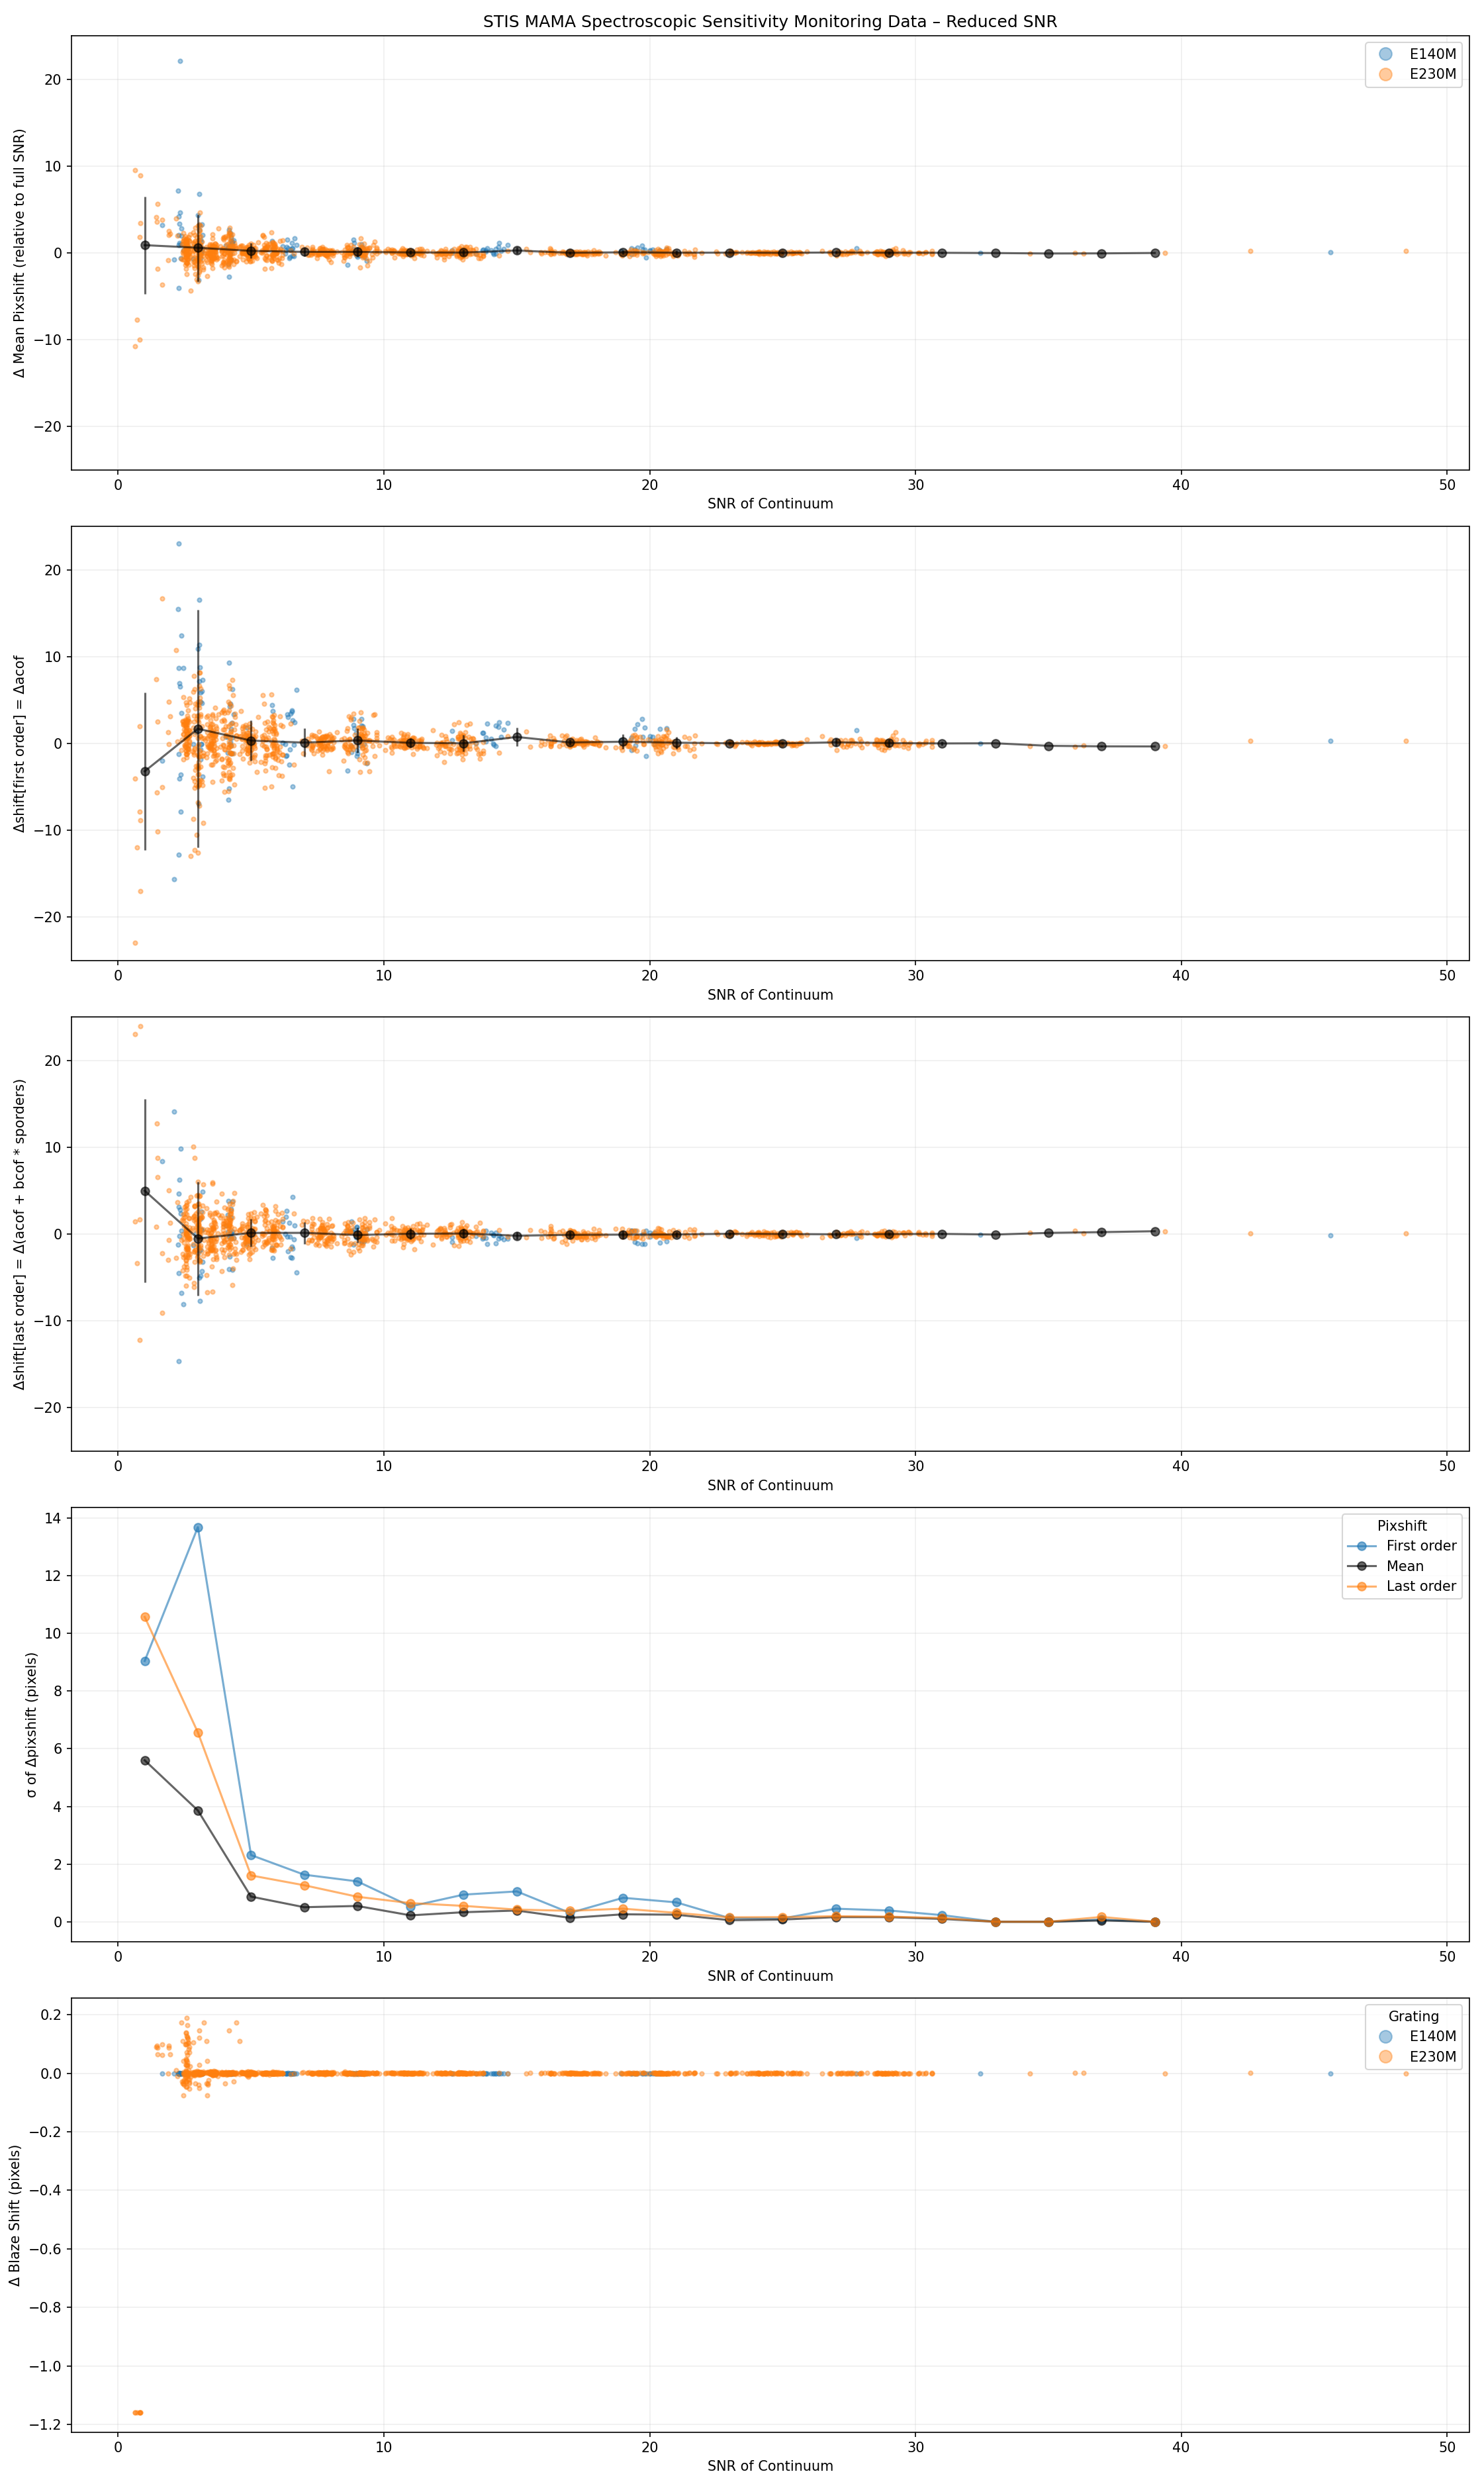 STIS MAMA Spectroscopic Sensitivity Monitoring Data – Reduced SNR
E140M
E230M
Δ Mean Pixshift (relative to full SNR)
20
10
0
−10
−20
0 10 20 30 40 50
SNR of Continuum
Δshift[first order] = Δacof
20
10
0
−10
−20
0 10 20 30 40 50
SNR of Continuum
Δshift[last order] = Δ(acof + bcof * sporders)
20
10
0
−10
−20
0 10 20 30 40 50
SNR of Continuum
Pixshift
First order
Mean
Last order
σ of Δpixshift (pixels)
14
12
10
8
6
4
2
0
0 10 20 30 40 50
SNR of Continuum
Grating
E140M
E230M
Δ Blaze Shift (pixels)
0.2
0.0
−0.2
−0.4
−0.6
−0.8
−1.0
−1.2
0 10 20 30 40 50
SNR of Continuum